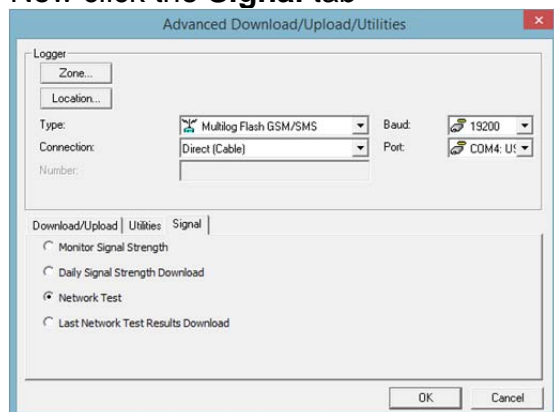 Now click the Signal tab
Advanced Download/Upload/Utilities
Logger
Zone...
Location...
Type: Multilog Flash GSM/SMS Baud: 19200
Connection: Direct (Cable) Port: COM4: US
Number:
Download/Upload Utilities Signal
Monitor Signal Strength
Daily Signal Strength Download
Network Test
Last Network Test Results Download
OK Cancel